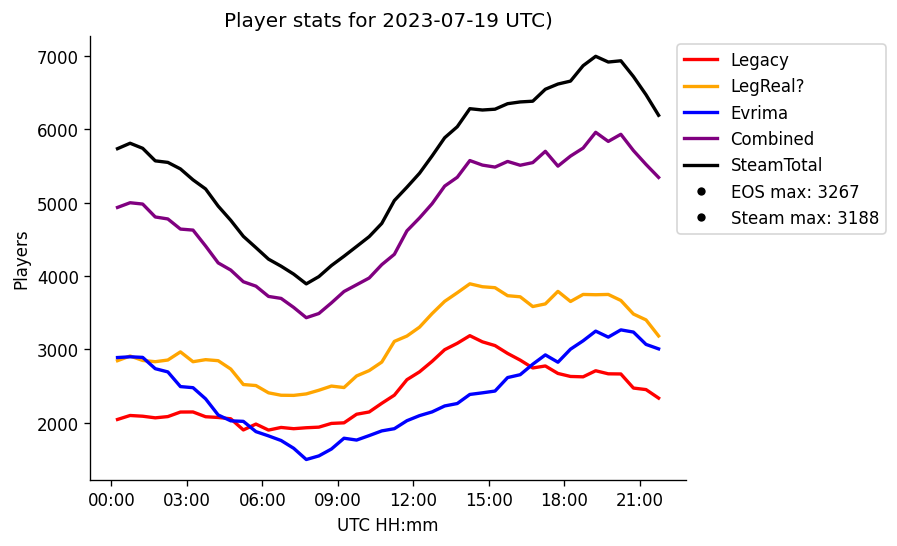 Player stats for 2023-07-19 UTC)
7000
6000
5000
4000
3000
2000
Players
00:00 03:00 06:00 09:00 12:00 15:00 18:00 21:00
UTC HH:mm
Legacy
LegReal?
Evrima
Combined
SteamTotal
EOS max: 3267
Steam max: 3188